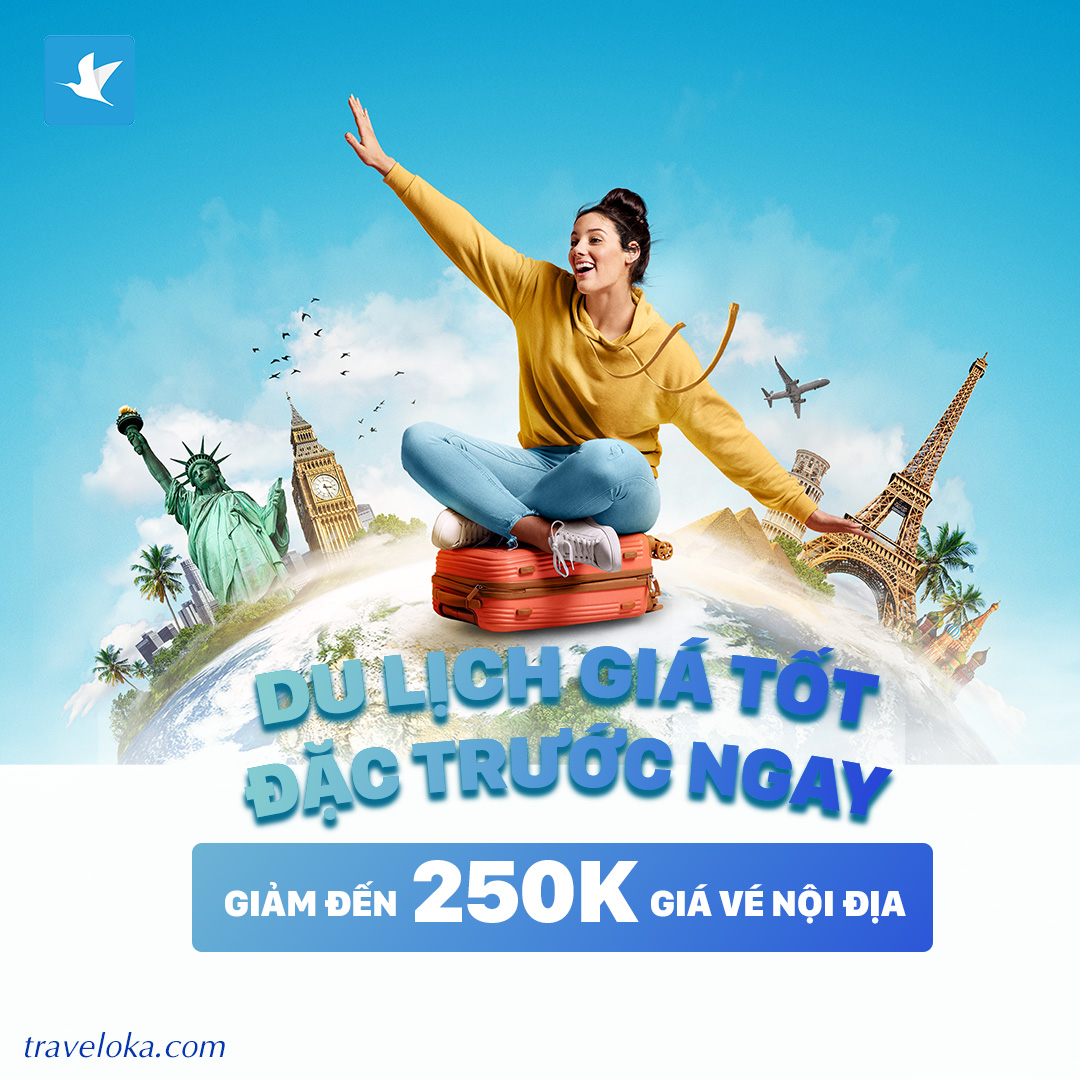 DU LỊCH GIÁ TỐT
ĐẶC TRƯỚC NGAY
GIẢM ĐẾN 250K GIÁ VÉ NỘI ĐỊA
traveloka.com